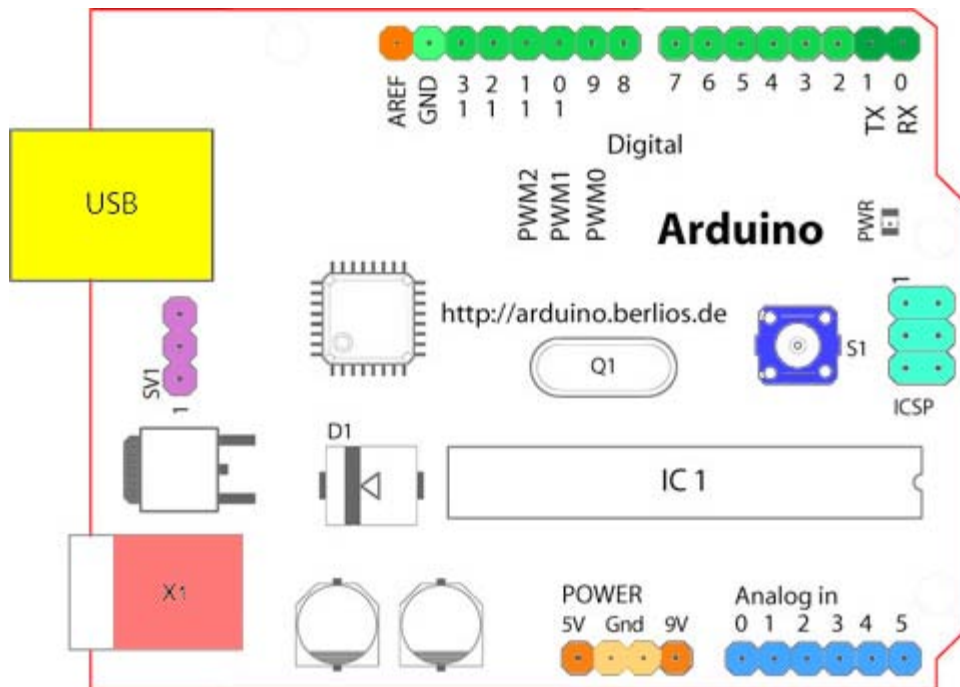 AREF GND 13 12 11 10 9 8 7 6 5 4 3 2 1 0
TX RX
Digital
PWM2 PWM1 PWM0
Arduino
PWR
USB
1
http://arduino.berlios.de
SV1
1
Q1
S1
ICSP
D1
IC 1
X1
POWER
5V Gnd 9V
Analog in
0 1 2 3 4 5